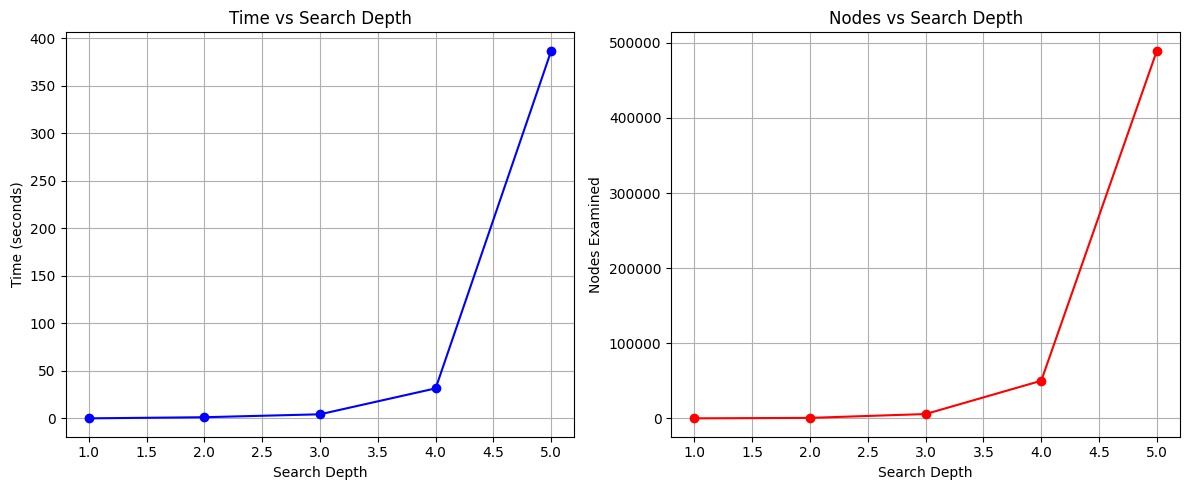 Time vs Search Depth
400
350
300
250
200
150
100
50
0
Time (seconds)
1.0 1.5 2.0 2.5 3.0 3.5 4.0 4.5 5.0
Search Depth
Nodes vs Search Depth
500000
400000
300000
200000
100000
0
Nodes Examined
1.0 1.5 2.0 2.5 3.0 3.5 4.0 4.5 5.0
Search Depth